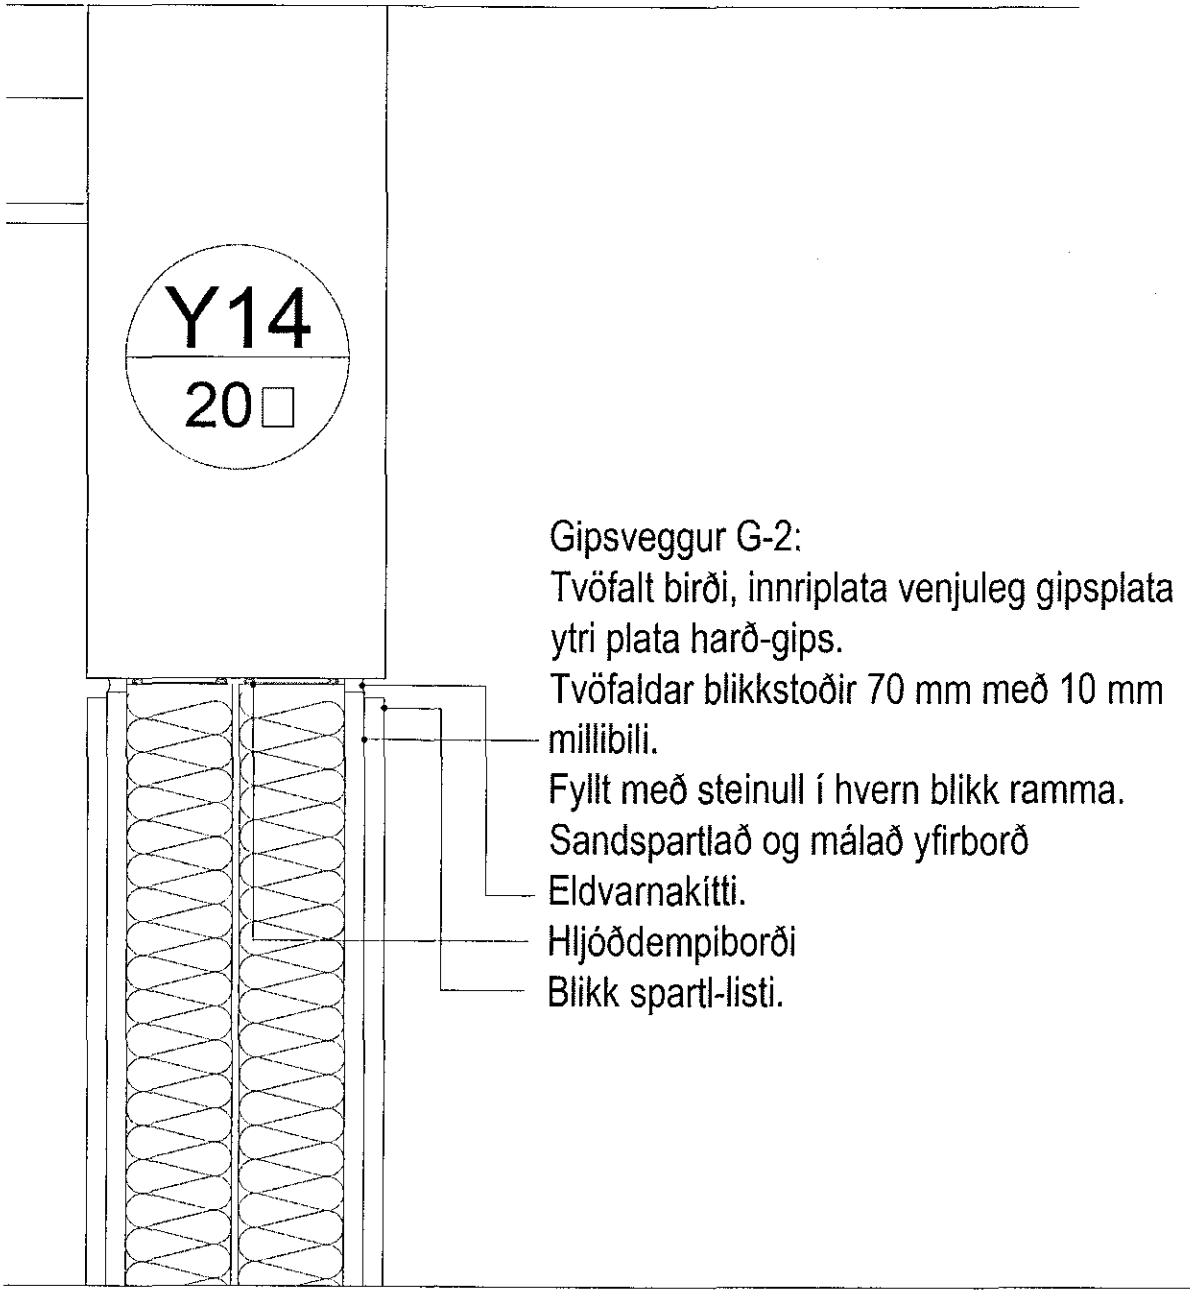 Y14
20□
Gipsveggur G-2:
Tvöfalt birði, innriplata venjuleg gipsplata
ytri plata harð-gips.
Tvöfaldar blikkstoðir 70 mm með 10 mm
millibili.
Fyllt með steinull í hvern blikk ramma.
Sandspartlað og málað yfirborð
Eldvarnakítti.
Hljóðdempiborði
Blikk spartl-listi.